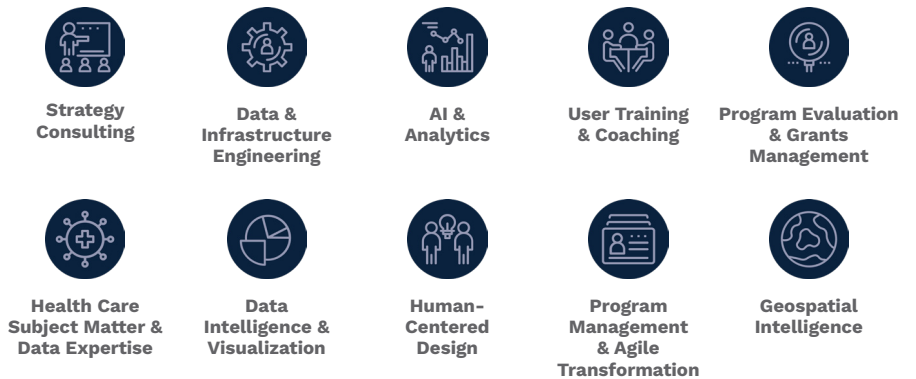 Strategy
Consulting
Data &
Infrastructure
Engineering
AI &
Analytics
User Training
& Coaching
Program Evaluation
& Grants
Management
Health Care
Subject Matter &
Data Expertise
Data
Intelligence &
Visualization
Human-
Centered
Design
Program
Management
& Agile
Transformation
Geospatial
Intelligence